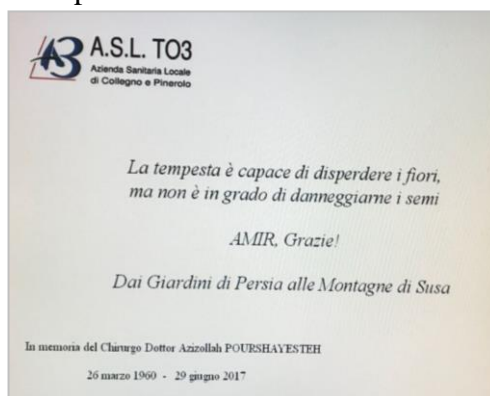 A.S.L. TO3
Azienda Sanitaria Locale
di Collegno e Pinerolo
La tempesta è capace di disperdere i fiori,
ma non è in grado di danneggiarne i semi
AMIR, Grazie!
Dai Giardini di Persia alle Montagne di Susa
In memoria del Chirurgo Dottor Azizollah POURSHAYESTEH
26 marzo 1960 - 29 giugno 2017